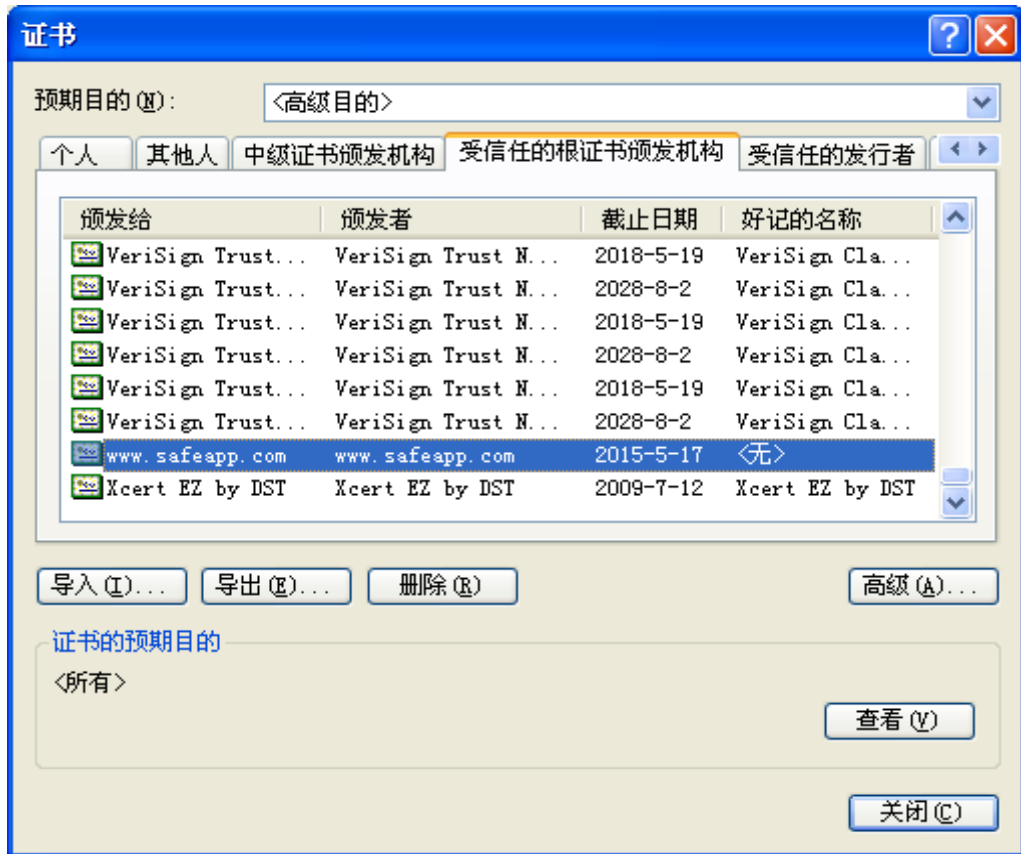 证书
预期目的(N): <高级目的>
个人 其他人 中级证书颁发机构 受信任的根证书颁发机构 受信任的发行者
颁发给 颁发者 截止日期 好记的名称
VeriSign Trust... VeriSign Trust N... 2018-5-19 VeriSign Cla...
VeriSign Trust... VeriSign Trust N... 2028-8-2 VeriSign Cla...
VeriSign Trust... VeriSign Trust N... 2018-5-19 VeriSign Cla...
VeriSign Trust... VeriSign Trust N... 2028-8-2 VeriSign Cla...
VeriSign Trust... VeriSign Trust N... 2018-5-19 VeriSign Cla...
VeriSign Trust... VeriSign Trust N... 2028-8-2 VeriSign Cla...
www.safeapp.com www.safeapp.com 2015-5-17 <无>
Xcert EZ by DST Xcert EZ by DST 2009-7-12 Xcert EZ by DST
导入(I)... 导出(E)... 删除(R) 高级(A)...
证书的预期目的
<所有>
查看(V)
关闭(C)